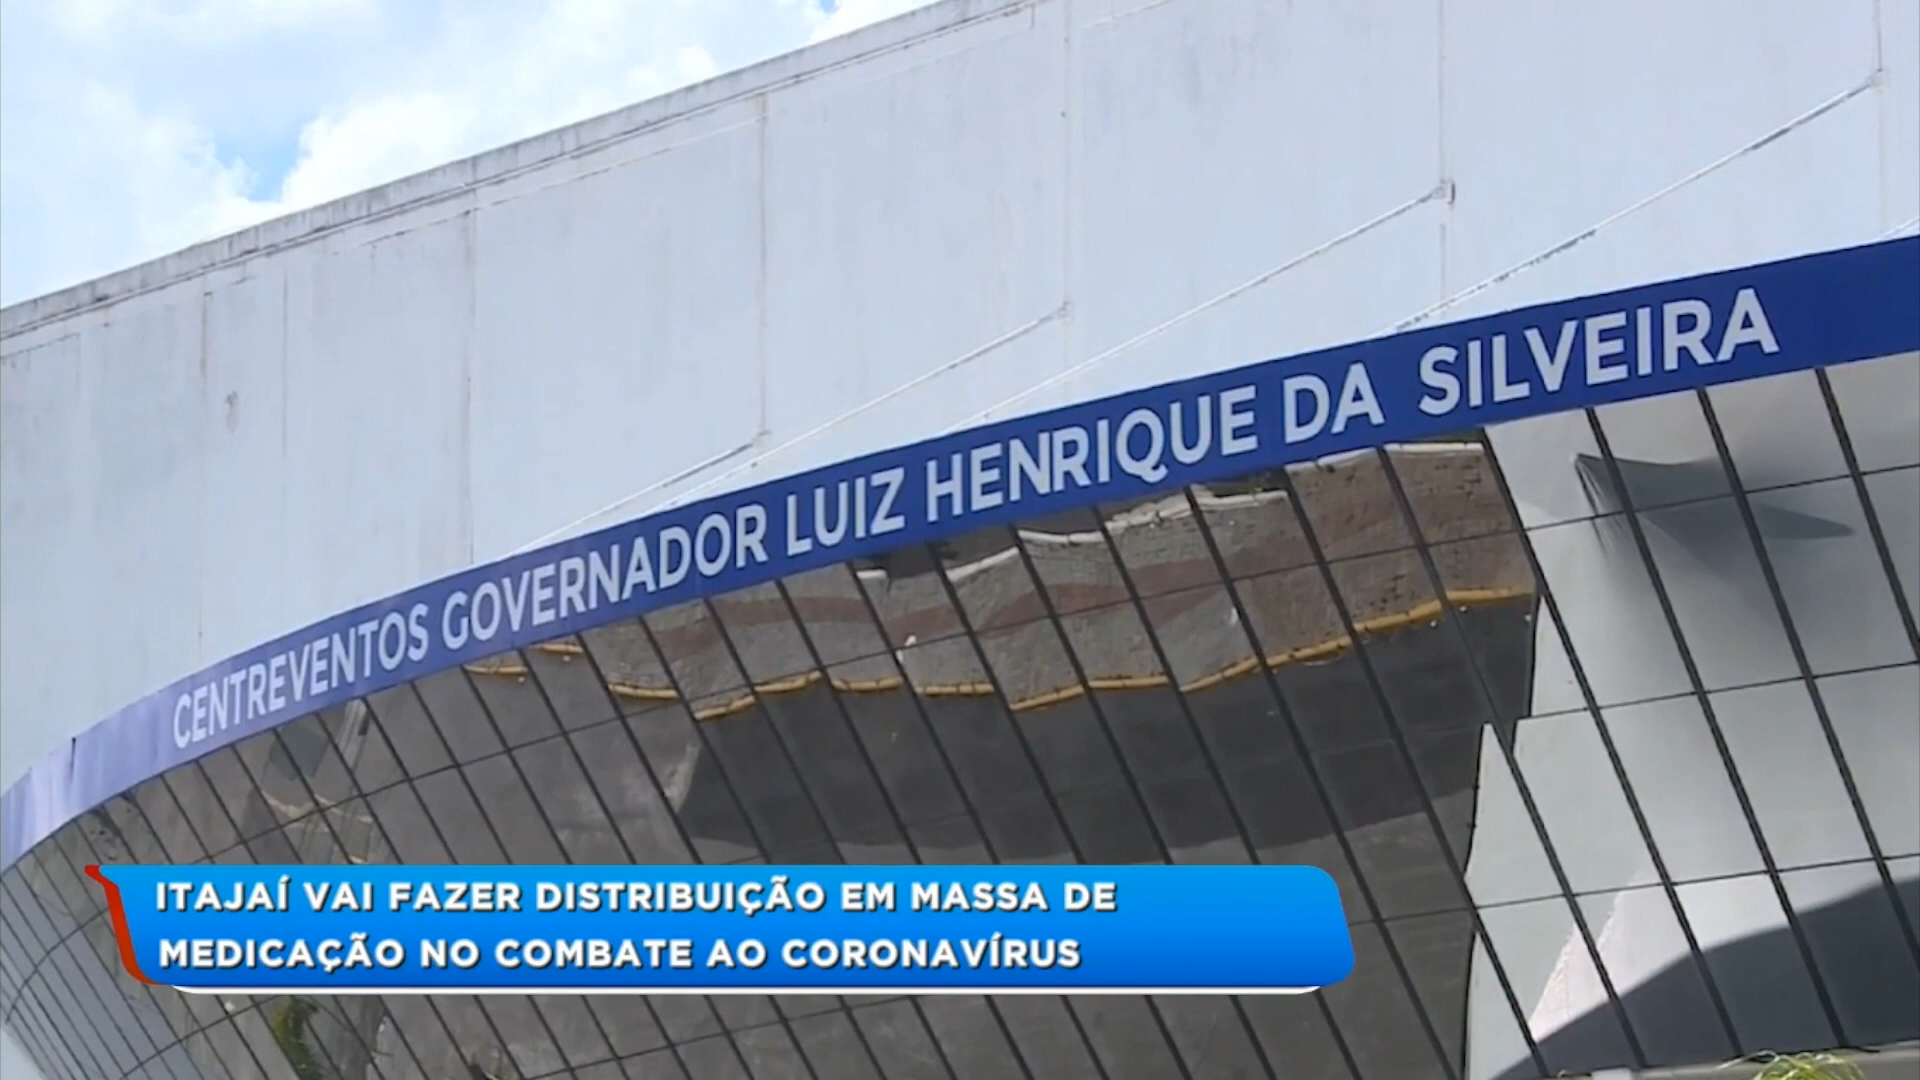 CENTREVENTOS GOVERNADOR LUIZ HENRIQUE DA SILVEIRA
ITAJAÍ VAI FAZER DISTRIBUIÇÃO EM MASSA DE
MEDICAÇÃO NO COMBATE AO CORONAVÍRUS